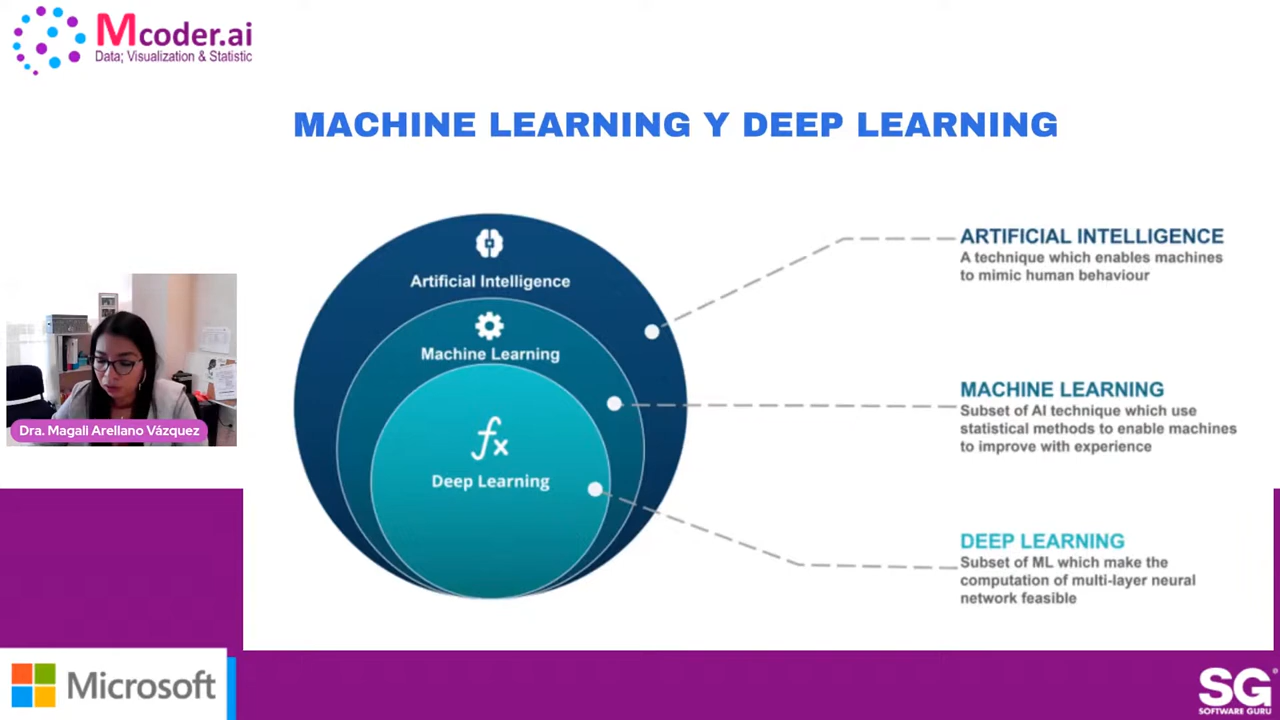 Mcoder.ai
Data; Visualization & Statistic
MACHINE LEARNING Y DEEP LEARNING
Artificial Intelligence
Machine Learning
fx
Deep Learning
ARTIFICIAL INTELLIGENCE
A technique which enables machines
to mimic human behaviour
MACHINE LEARNING
Subset of AI technique which use
statistical methods to enable machines
to improve with experience
DEEP LEARNING
Subset of ML which make the
computation of multi-layer neural
network feasible
Dra. Magali Arellano Vázquez
Microsoft
SG
SOFTWARE GURU